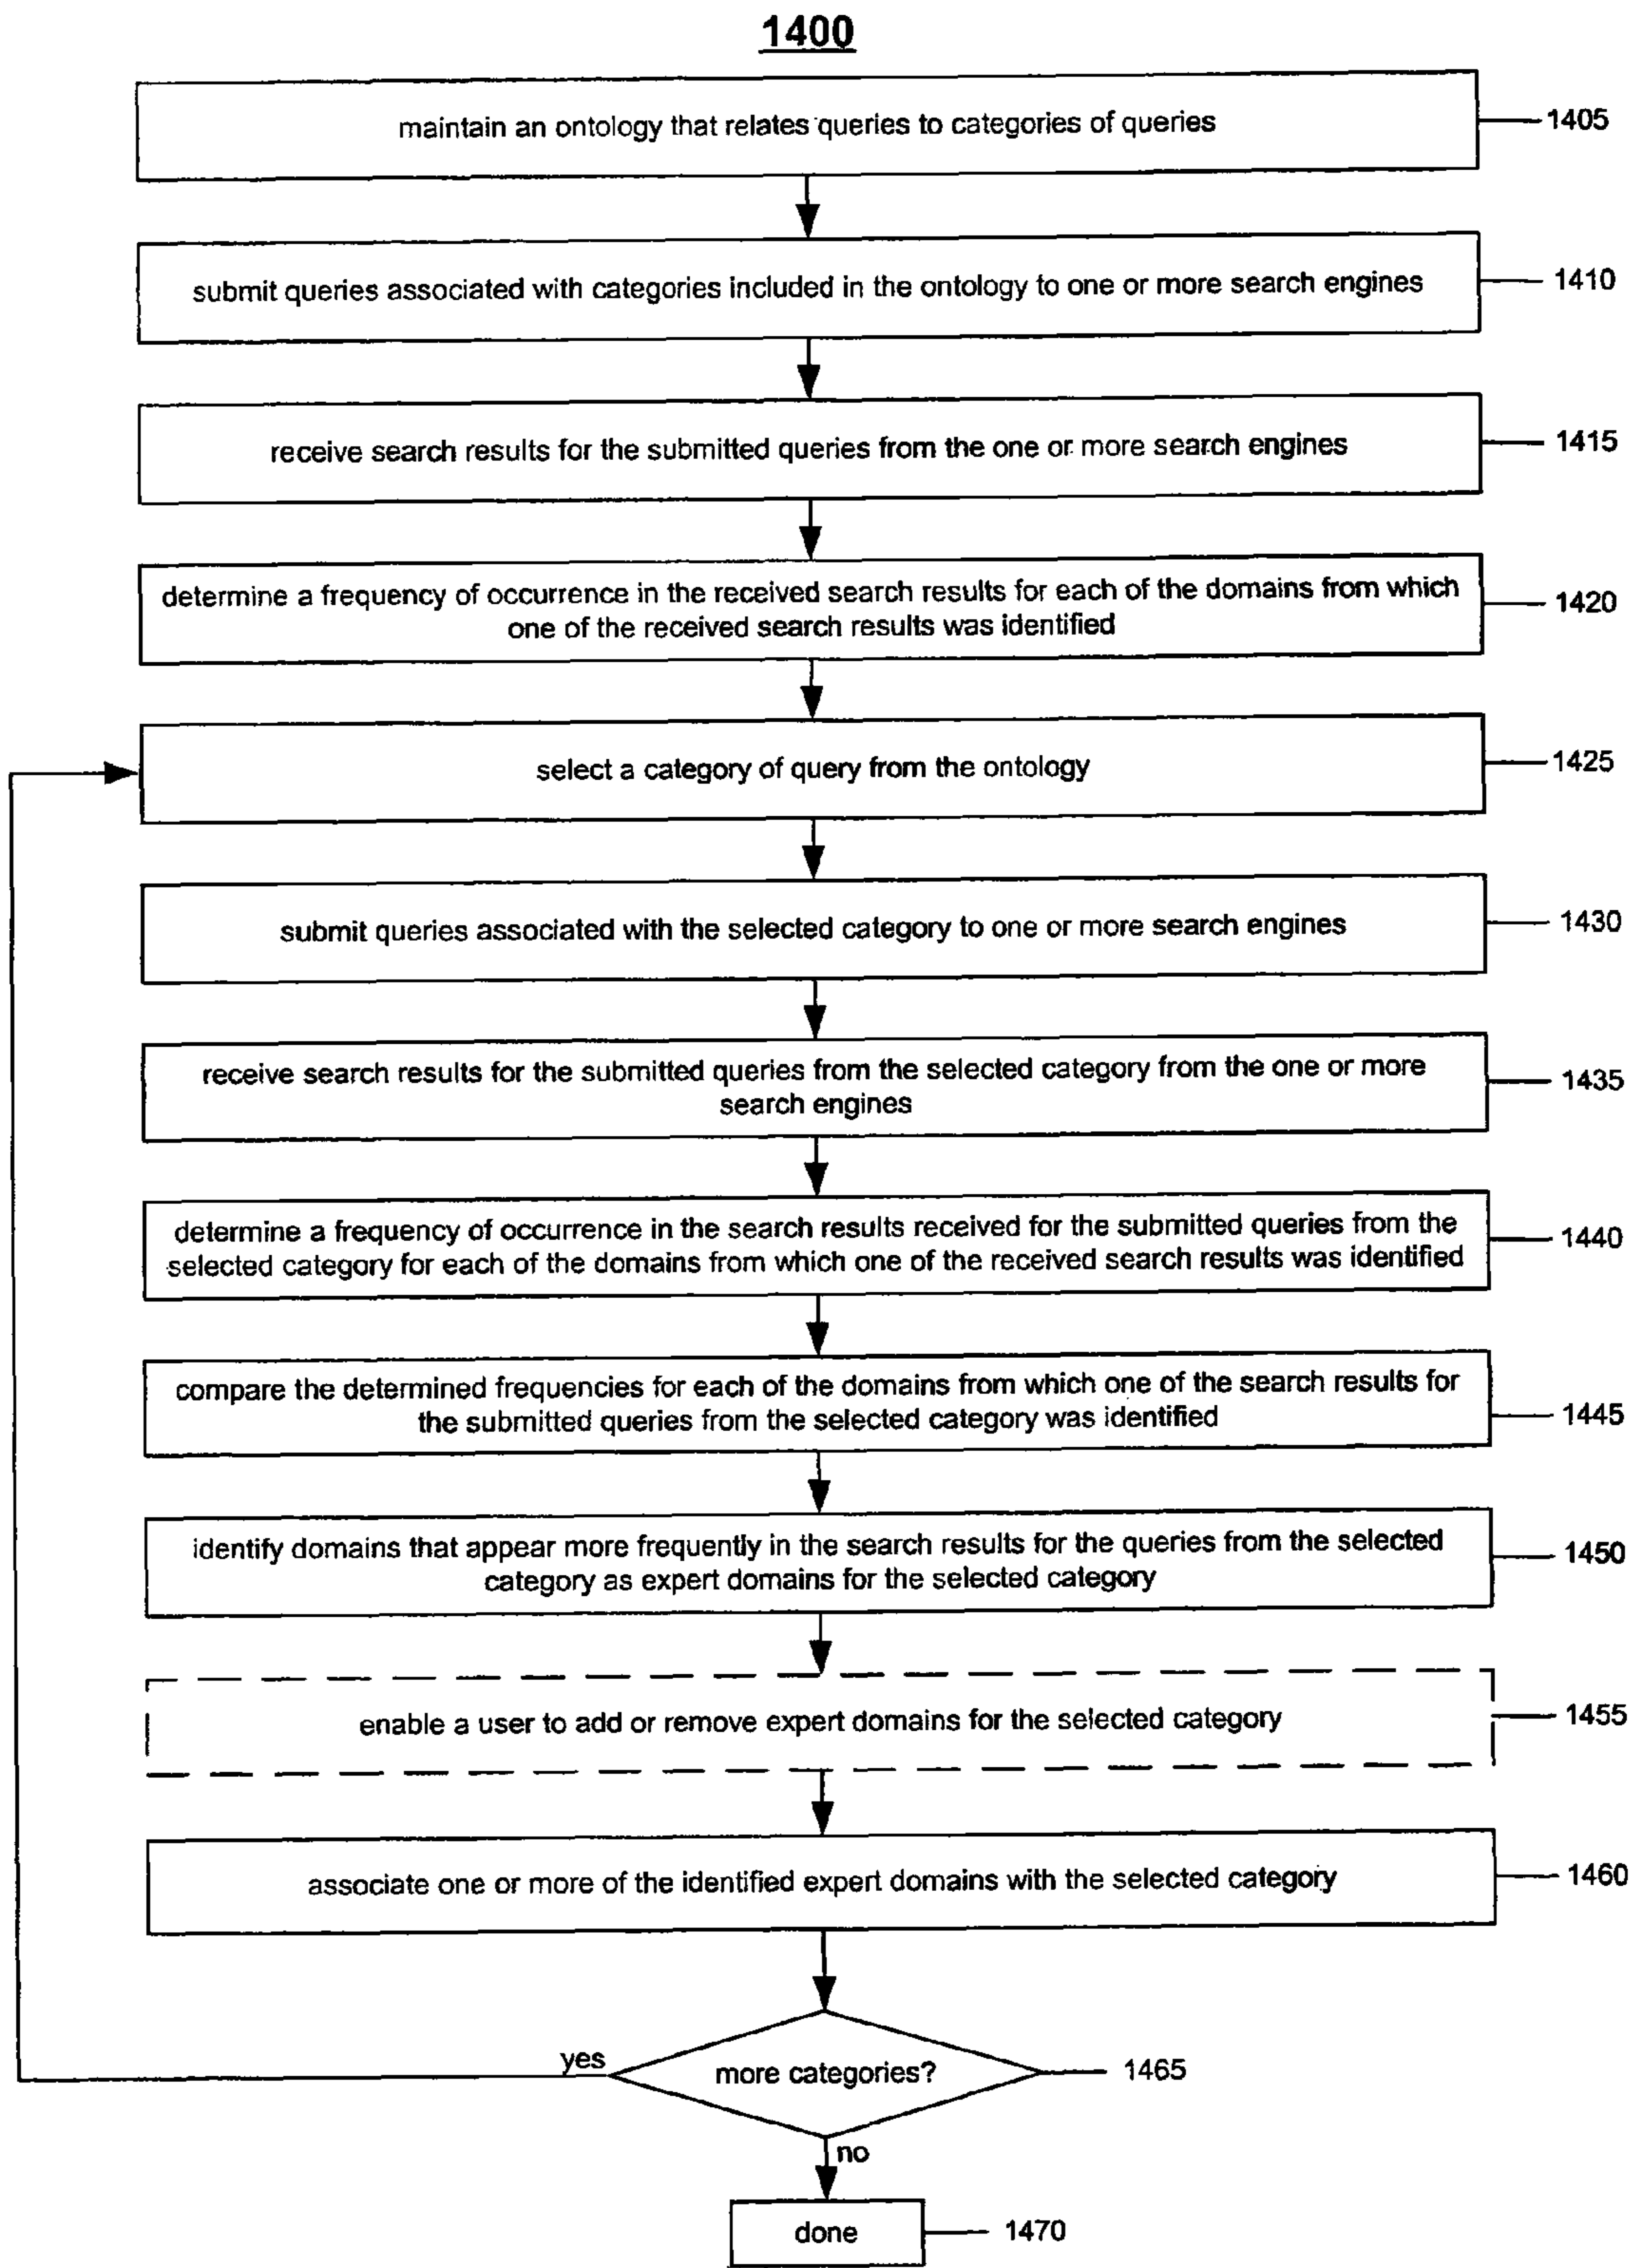 1400
maintain an ontology that relates queries to categories of queries
1405
submit queries associated with categories included in the ontology to one or more search engines
1410
receive search results for the submitted queries from the one or more search engines
1415
determine a frequency of occurrence in the received search results for each of the domains from which
one of the received search results was identified
1420
select a category of query from the ontology
1425
submit queries associated with the selected category to one or more search engines
1430
receive search results for the submitted queries from the selected category from the one or more
search engines
1435
determine a frequency of occurrence in the search results received for the submitted queries from the
selected category for each of the domains from which one of the received search results was identified
1440
compare the determined frequencies for each of the domains from which one of the search results for
the submitted queries from the selected category was identified
1445
identify domains that appear more frequently in the search results for the queries from the selected
category as expert domains for the selected category
1450
enable a user to add or remove expert domains for the selected category
1455
associate one or more of the identified expert domains with the selected category
1460
yes
more categories?
1465
no
done
1470